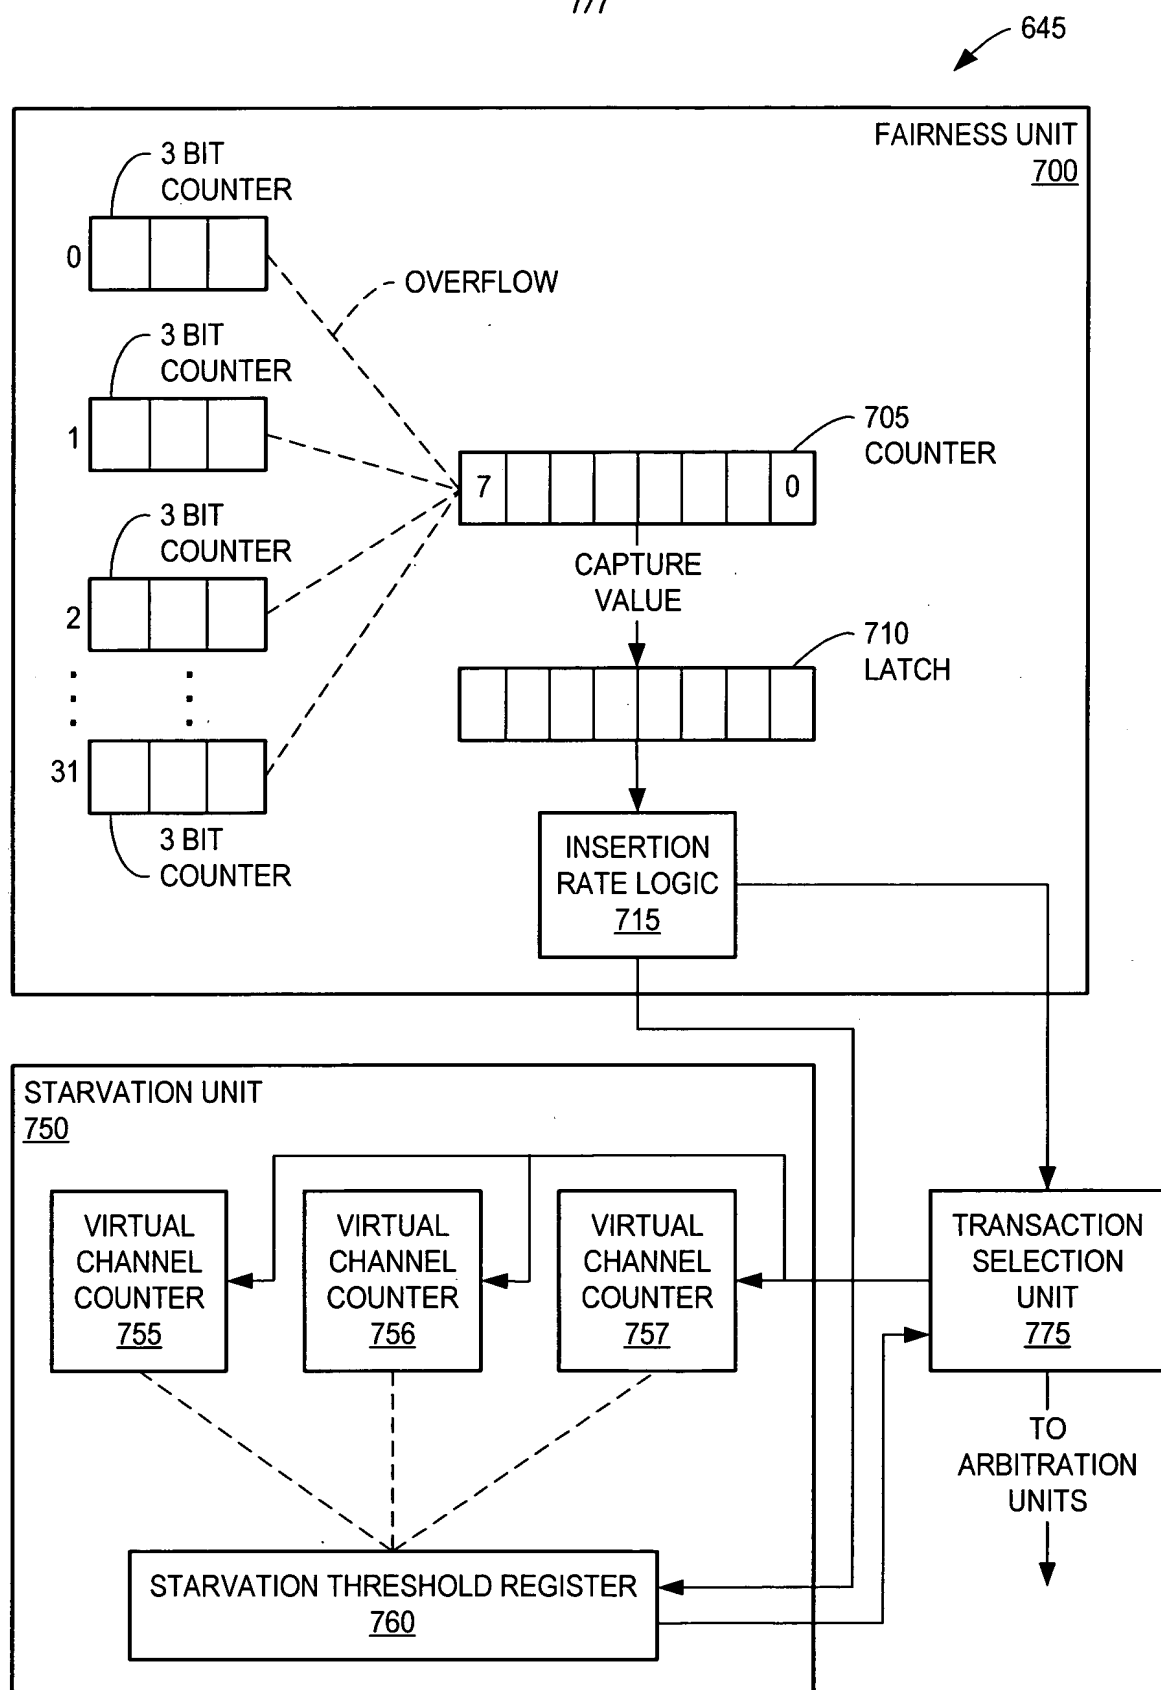 645
FAIRNESS UNIT
700
3 BIT
COUNTER
0
OVERFLOW
3 BIT
COUNTER
1
705
COUNTER
7
0
3 BIT
COUNTER
2
CAPTURE
VALUE
710
LATCH
31
3 BIT
COUNTER
INSERTION
RATE LOGIC
715
STARVATION UNIT
750
VIRTUAL
CHANNEL
COUNTER
755
VIRTUAL
CHANNEL
COUNTER
756
VIRTUAL
CHANNEL
COUNTER
757
TRANSACTION
SELECTION
UNIT
775
TO
ARBITRATION
UNITS
STARVATION THRESHOLD REGISTER
760